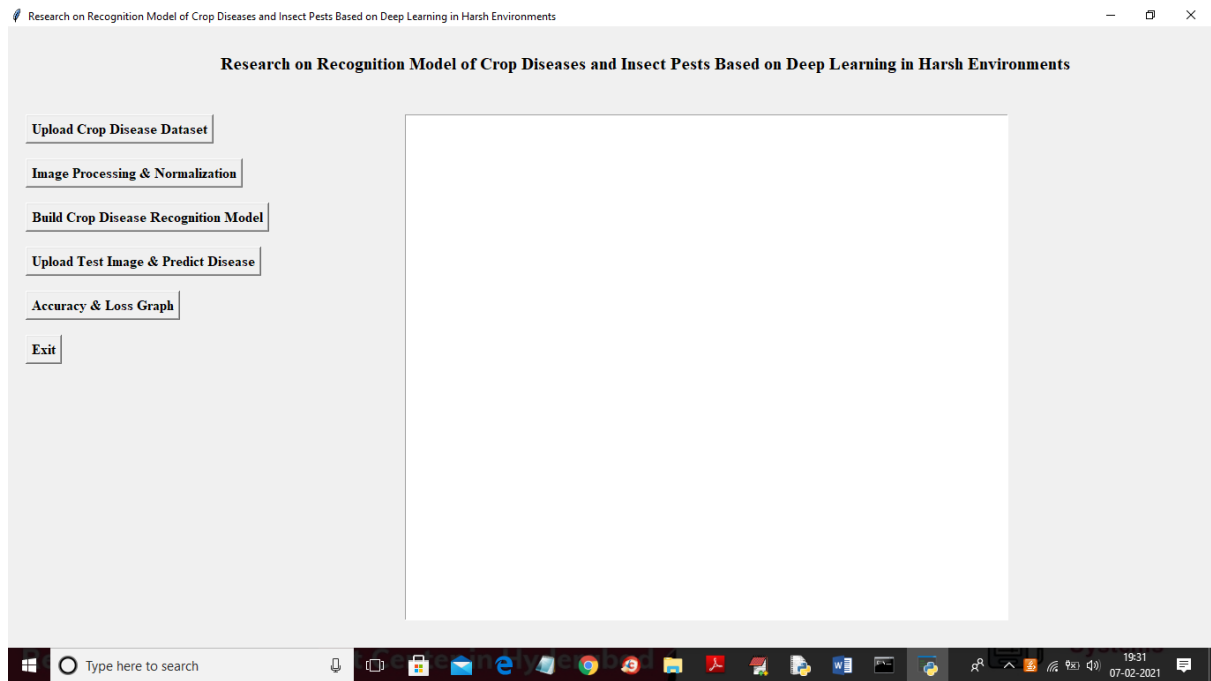 Research on Recognition Model of Crop Diseases and Insect Pests Based on Deep Learning in Harsh Environments
Research on Recognition Model of Crop Diseases and Insect Pests Based on Deep Learning in Harsh Environments
Upload Crop Disease Dataset
Image Processing & Normalization
Build Crop Disease Recognition Model
Upload Test Image & Predict Disease
Accuracy & Loss Graph
Exit
Type here to search
Systems
19:31
07-02-2021